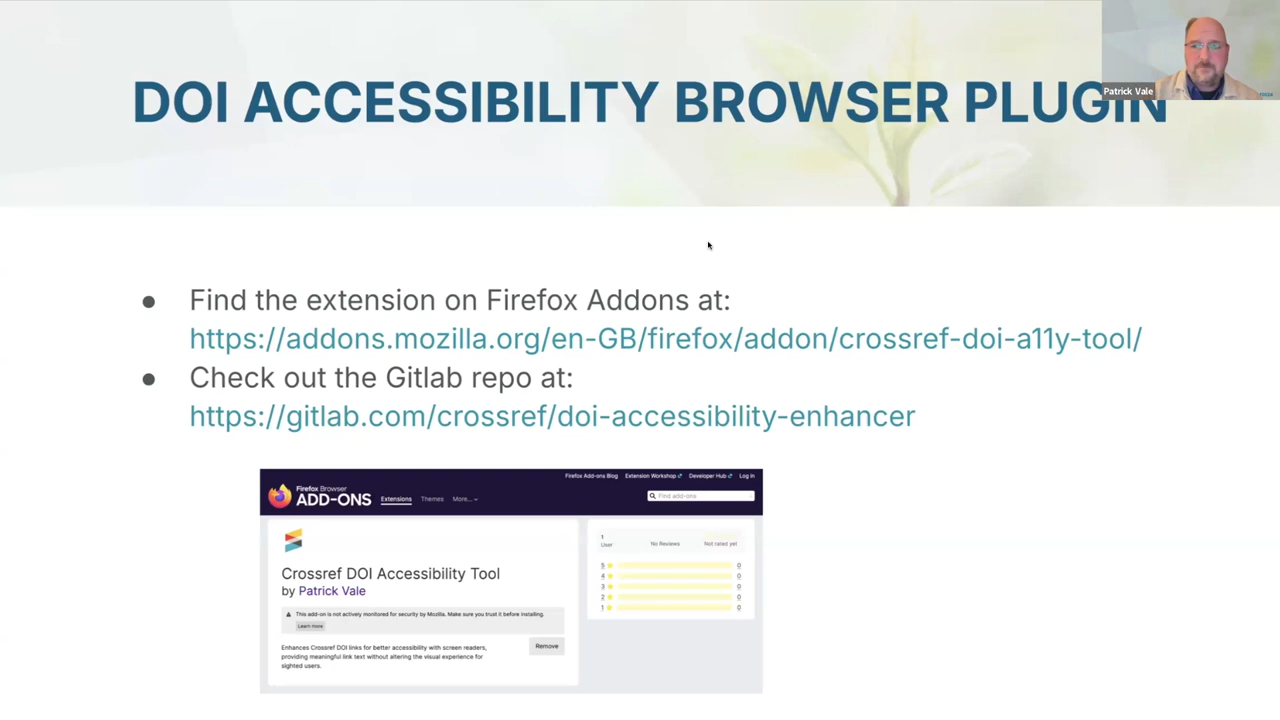 DOI ACCESSIBILITY BROWSER PLUGIN
Patrick Vale
● Find the extension on Firefox Addons at:
https://addons.mozilla.org/en-GB/firefox/addon/crossref-doi-a11y-tool/
● Check out the Gitlab repo at:
https://gitlab.com/crossref/doi-accessibility-enhancer
Firefox Add-ons Blog Extension Workshop Developer Hub Log in
Firefox Browser
ADD-ONS Extensions Themes More...
Find add-ons
Crossref DOI Accessibility Tool
by Patrick Vale
This add-on is not actively monitored for security by Mozilla. Make sure you trust it before installing.
Learn more
Enhances Crossref DOI links for better accessibility with screen readers,
providing meaningful link text without altering the visual experience for
sighted users.
Remove
1
User No Reviews Not rated yet
5 0
4 0
3 0
2 0
1 0